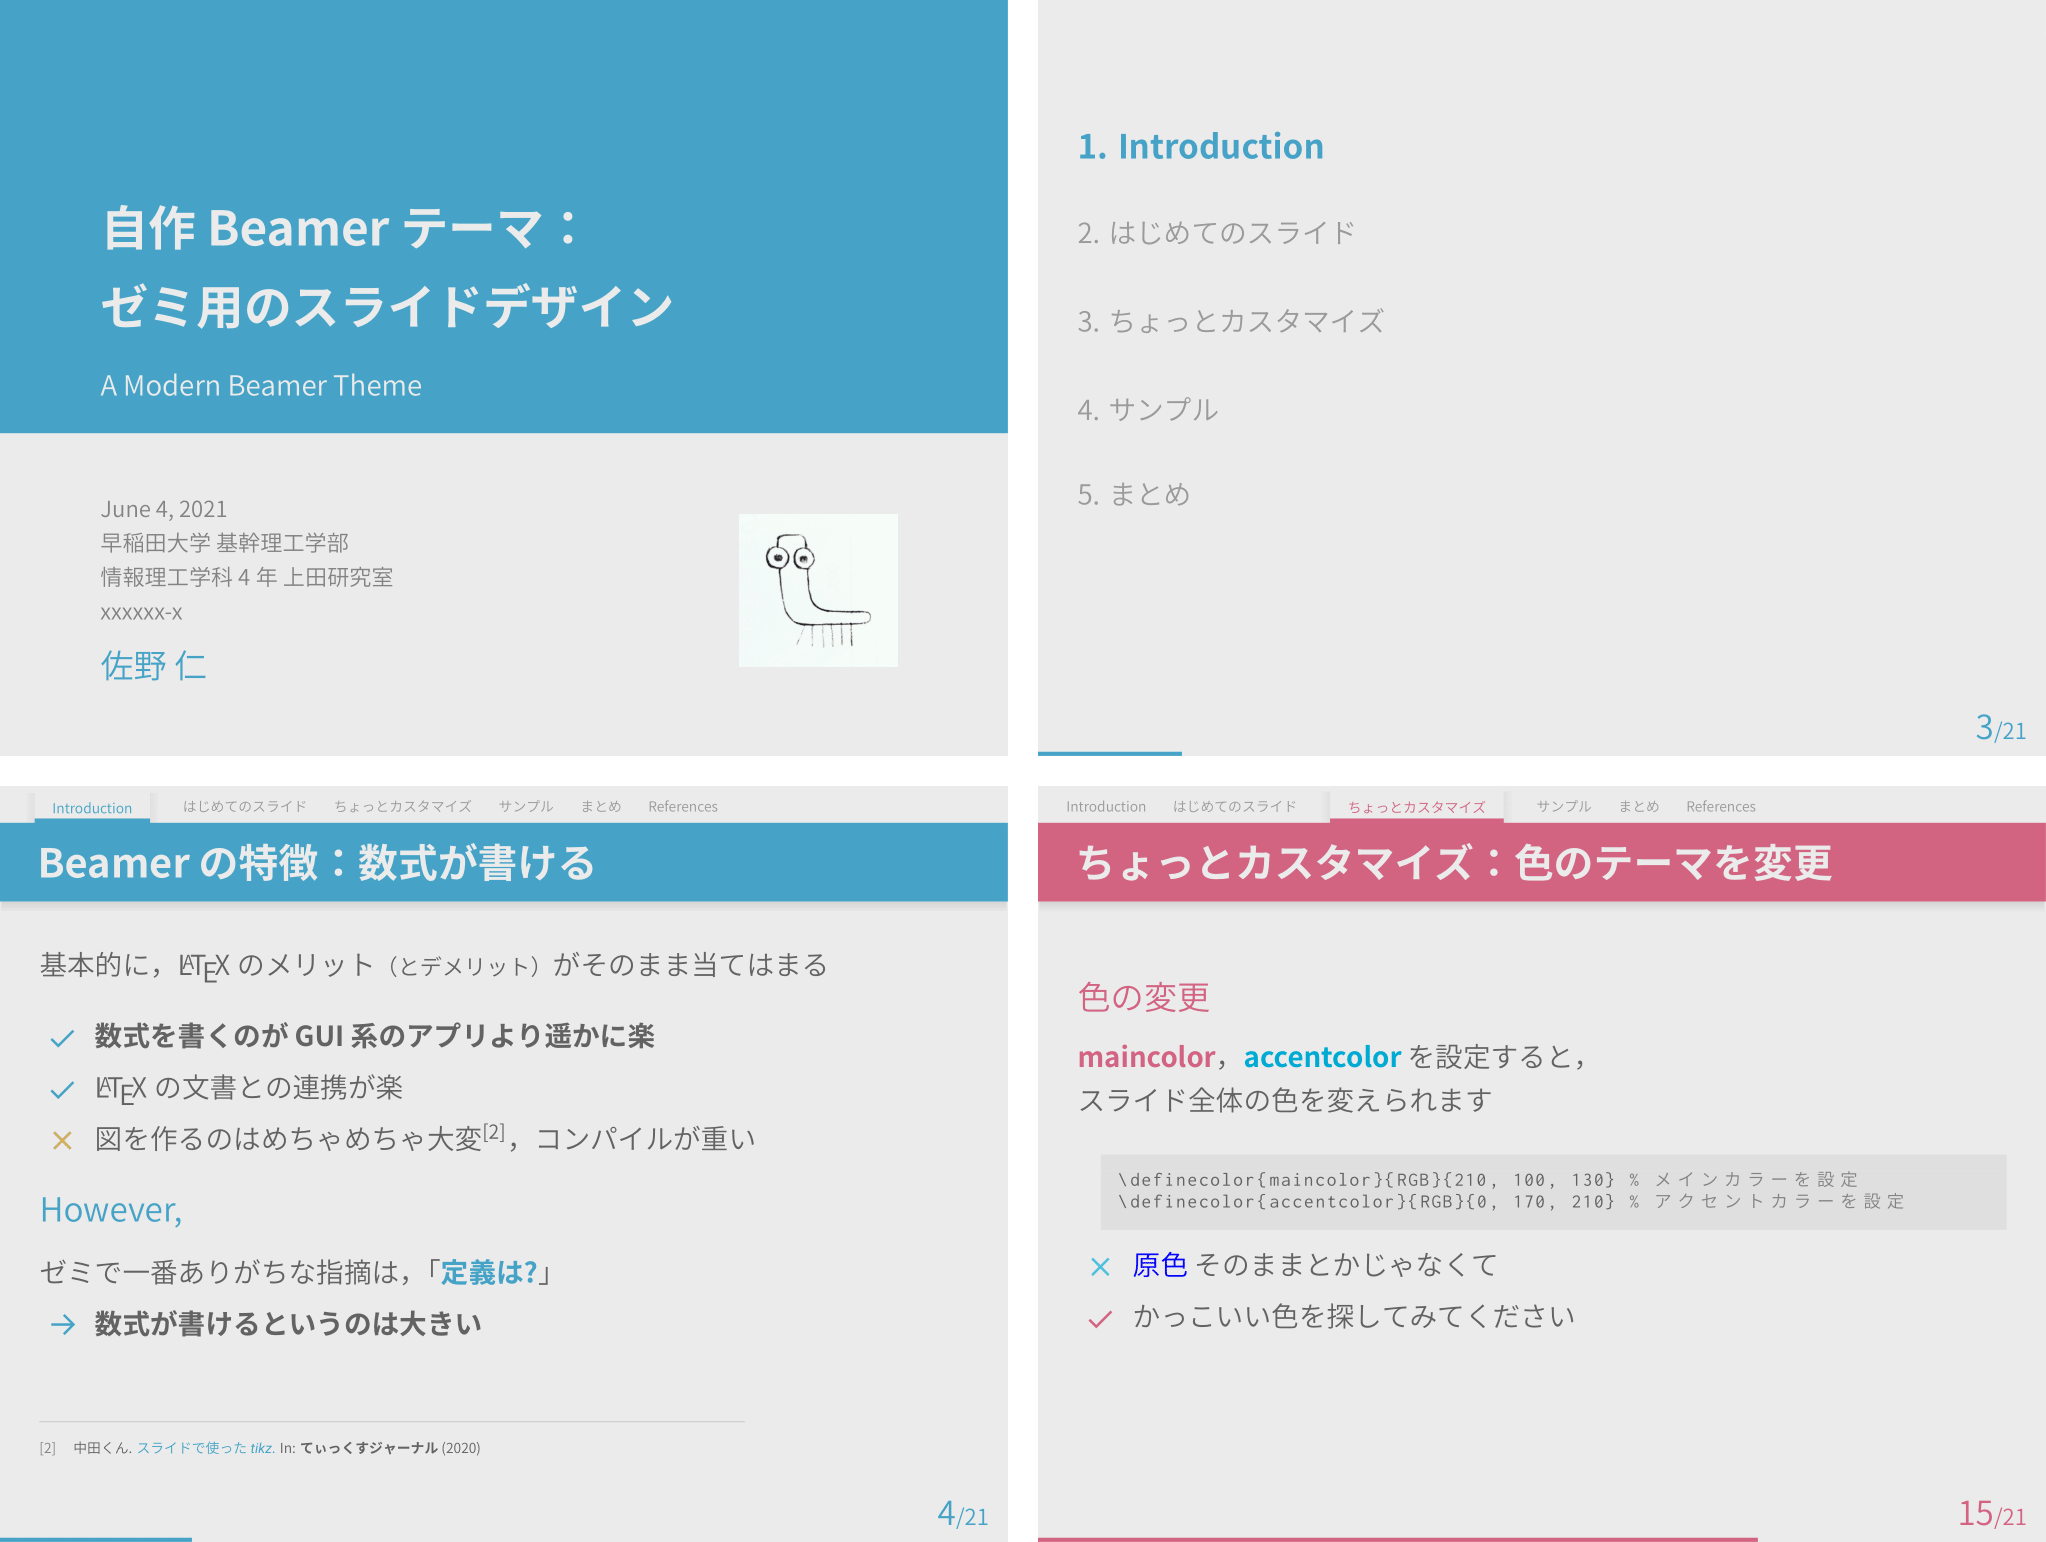 自作 Beamer テーマ：
ゼミ用のスライドデザイン
A Modern Beamer Theme
June 4, 2021
早稲田大学 基幹理工学部
情報理工学科 4 年 上田研究室
xxxxxx-x
佐野 仁
1. Introduction
2. はじめてのスライド
3. ちょっとカスタマイズ
4. サンプル
5. まとめ
3/21
Introduction はじめてのスライド ちょっとカスタマイズ サンプル まとめ References
Beamer の特徴：数式が書ける
基本的に，LATEX のメリット（とデメリット）がそのまま当てはまる
✓ 数式を書くのが GUI 系のアプリより遥かに楽
✓ LATEX の文書との連携が楽
× 図を作るのはめちゃめちゃ大変[2]，コンパイルが重い
However,
ゼミで一番ありがちな指摘は，「定義は?」
→ 数式が書けるというのは大きい
[2] 中田くん. スライドで使った tikz. In: てぃっくすジャーナル (2020)
4/21
Introduction はじめてのスライド ちょっとカスタマイズ サンプル まとめ References
ちょっとカスタマイズ：色のテーマを変更
色の変更
maincolor，accentcolor を設定すると，
スライド全体の色を変えられます
\definecolor{maincolor}{RGB}{210, 100, 130} % メインカラーを設定
\definecolor{accentcolor}{RGB}{0, 170, 210} % アクセントカラーを設定
× 原色 そのままとかじゃなくて
✓ かっこいい色を探してみてください
15/21